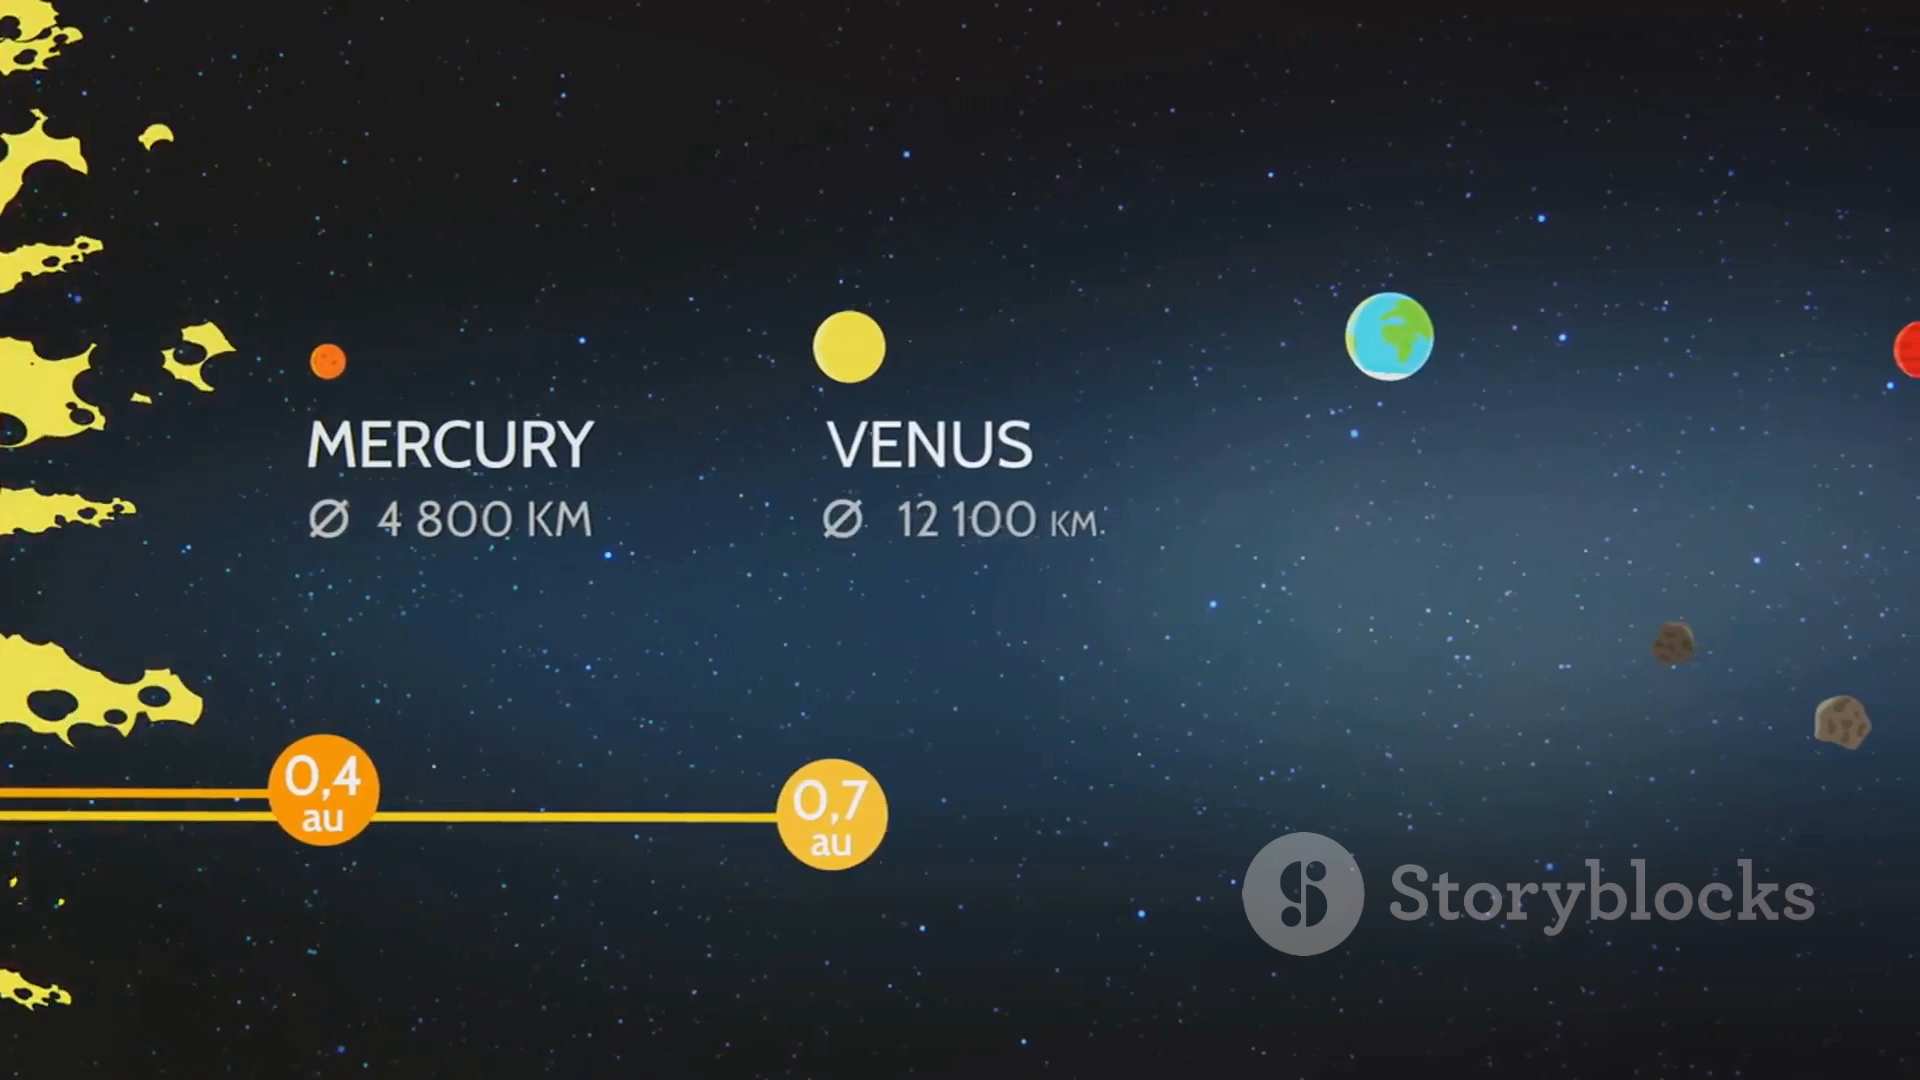 MERCURY
Ø 4 800 KM
VENUS
Ø 12 100 KM
0,4
au
0,7
au
Storyblocks